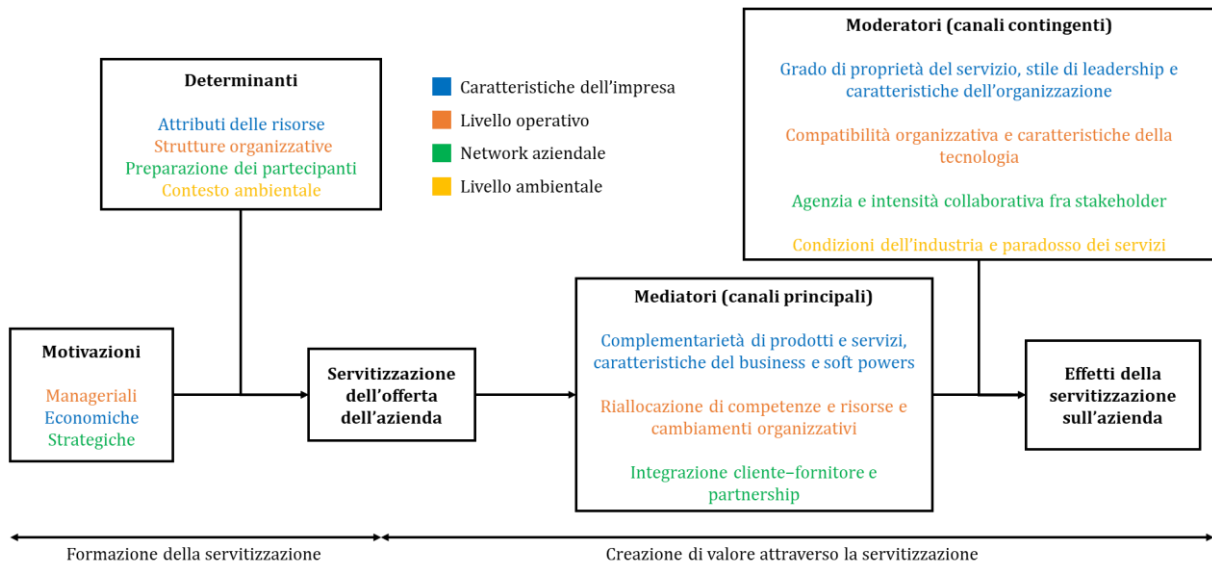 Determinanti
Attributi delle risorse
Strutture organizzative
Preparazione dei partecipanti
Contesto ambientale
Caratteristiche dell'impresa
Livello operativo
Network aziendale
Livello ambientale
Moderatori (canali contingenti)
Grado di proprietà del servizio, stile di leadership e
caratteristiche dell'organizzazione
Compatibilità organizzativa e caratteristiche della
tecnologia
Agenzia e intensità collaborativa fra stakeholder
Condizioni dell'industria e paradosso dei servizi
Motivazioni
Manageriali
Economiche
Strategiche
Servitizzazione
dell'offerta
dell'azienda
Mediatori (canali principali)
Complementarietà di prodotti e servizi,
caratteristiche del business e soft powers
Riallocazione di competenze e risorse e
cambiamenti organizzativi
Integrazione cliente–fornitore e
partnership
Effetti della
servitizzazione
sull'azienda
Formazione della servitizzazione
Creazione di valore attraverso la servitizzazione